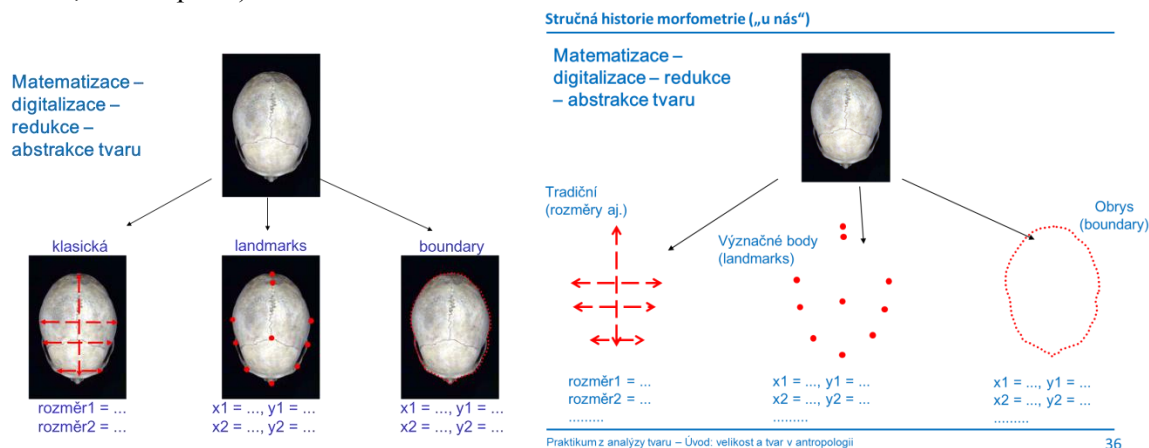 Matematizace –
digitalizace –
redukce –
abstrakce tvaru
klasická
landmarks
boundary
rozměr1 = ...
rozměr2 = ...
x1 = ..., y1 = ...
x2 = ..., y2 = ...
x1 = ..., y1 = ...
x2 = ..., y2 = ...
Stručná historie morfometrie („u nás“)
Matematizace –
digitalizace – redukce
– abstrakce tvaru
Tradiční
(rozměry aj.)
Význačné body
(landmarks)
Obrys
(boundary)
rozměr1 = ...
rozměr2 = ...
.........
x1 = ..., y1 = ...
x2 = ..., y2 = ...
.........
x1 = ..., y1 = ...
x2 = ..., y2 = ...
.........
Praktikum z analýzy tvaru – Úvod: velikost a tvar v antropologii
36